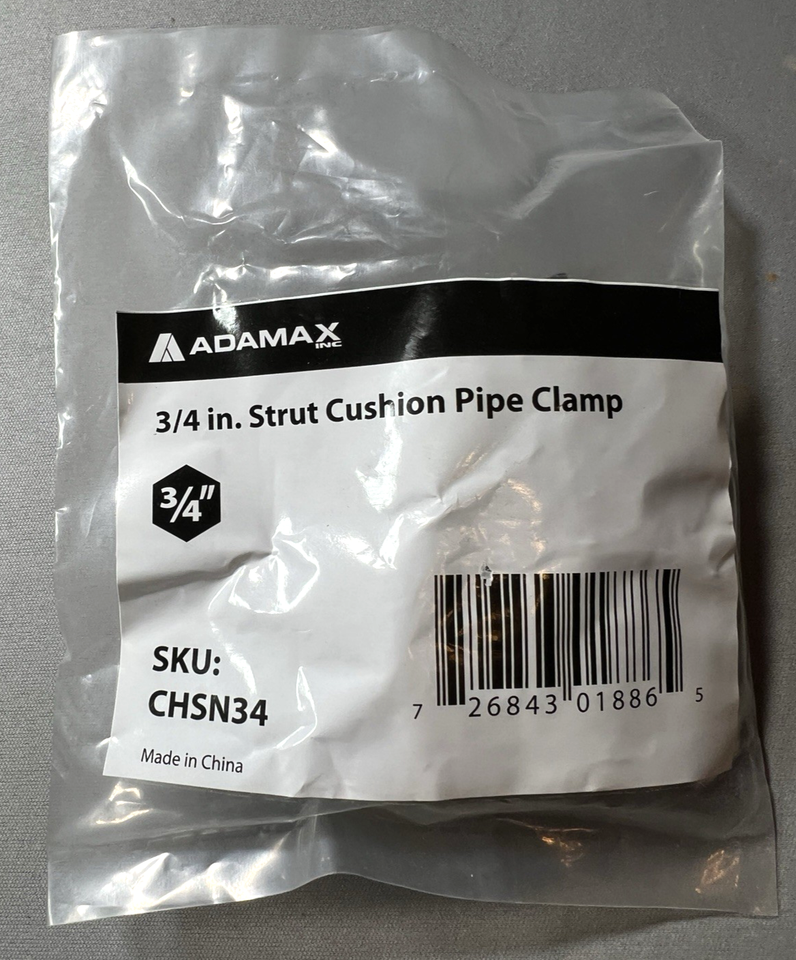 ADAMAX
INC
3/4 in. Strut Cushion Pipe Clamp
3/4"
SKU:
CHSN34
7 26843 01886 5
Made in China